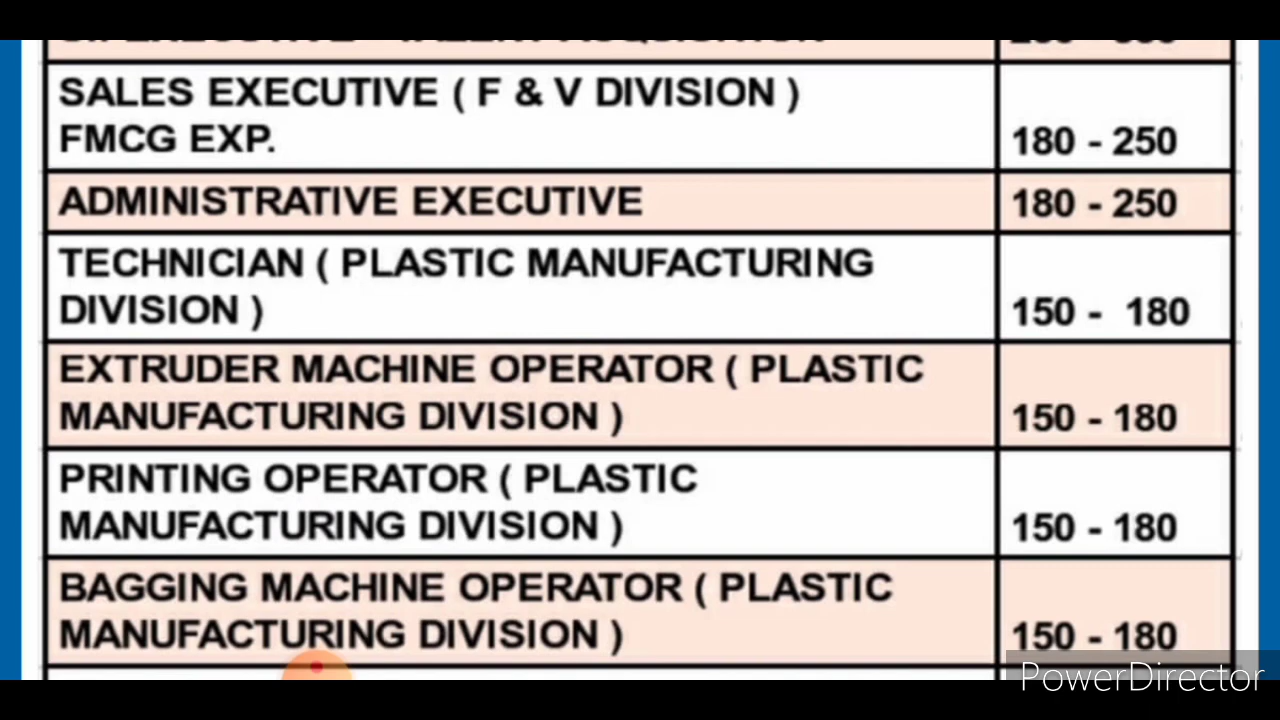 SALES EXECUTIVE ( F & V DIVISION )
FMCG EXP. 180 - 250
ADMINISTRATIVE EXECUTIVE 180 - 250
TECHNICIAN ( PLASTIC MANUFACTURING
DIVISION ) 150 - 180
EXTRUDER MACHINE OPERATOR ( PLASTIC
MANUFACTURING DIVISION ) 150 - 180
PRINTING OPERATOR ( PLASTIC
MANUFACTURING DIVISION ) 150 - 180
BAGGING MACHINE OPERATOR ( PLASTIC
MANUFACTURING DIVISION ) 150 - 180
PowerDirector